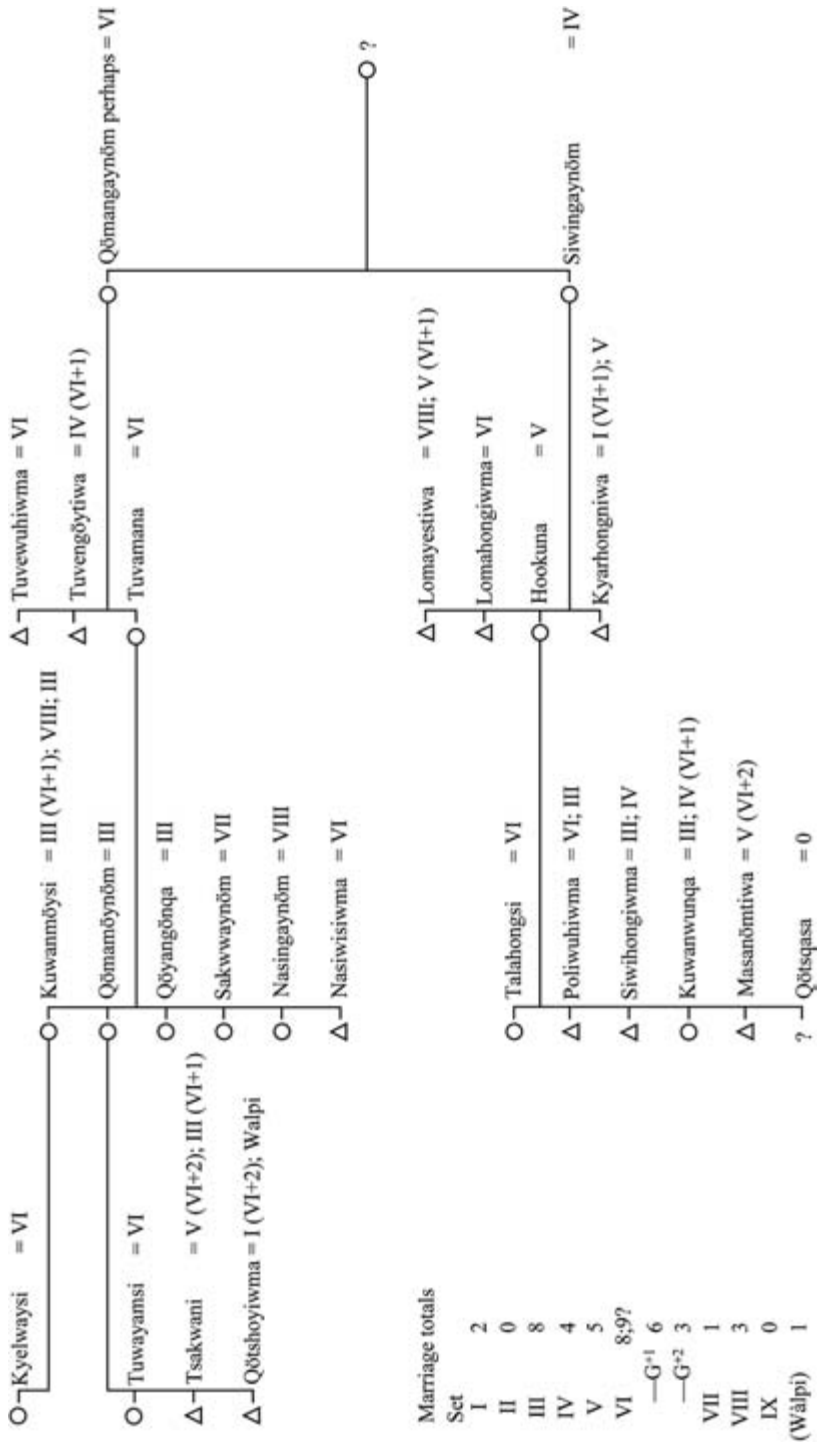 Kyelwaysi = VI
Tuwayamsi = VI
Tsakwani = V (VI+2); III (VI+1)
Qötshoyiwma = I (VI+2); Walpi
Kuwanmöysi = III (VI+1); VIII; III
Qömamöynöm = III
Qöyangönqa = III
Sakwwaynöm = VII
Nasingaynöm = VIII
Nasiwisiwma = VI
Tuvewuhiwma = VI
Tuvengöytiwa = IV (VI+1)
Tuvamana = VI
Qömangaynöm perhaps = VI
?
Talahongsi = VI
Poliwuhiwma = VI; III
Siwihongiwma = III; IV
Kuwanwunqa = III; IV (VI+1)
Masanömtiwa = V (VI+2)
? Qötsqasa = 0
Lomayestiwa = VIII; V (VI+1)
Lomahongiwma = VI
Hookuna = V
Kyarhongniwa = I (VI+1); V
Siwingaynöm = IV
Marriage totals
Set
I 2
II 0
III 8
IV 4
V 5
VI 8;9?
—G+1 6
—G+2 3
VII 1
VIII 3
IX 0
(Wàlpi) 1